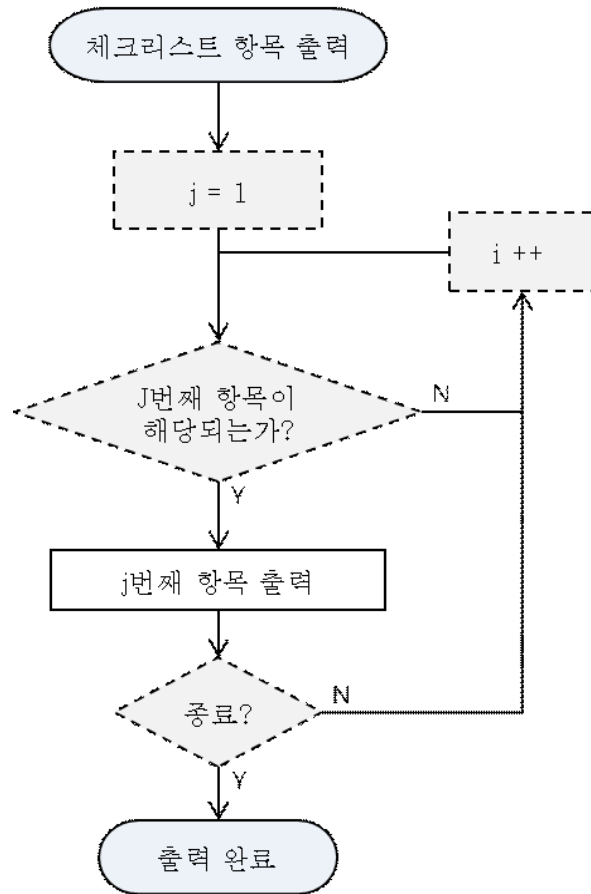 체크리스트 항목 출력
j = 1
i ++
J번째 항목이
해당되는가?
N
Y
j번째 항목 출력
종료?
N
Y
출력 완료